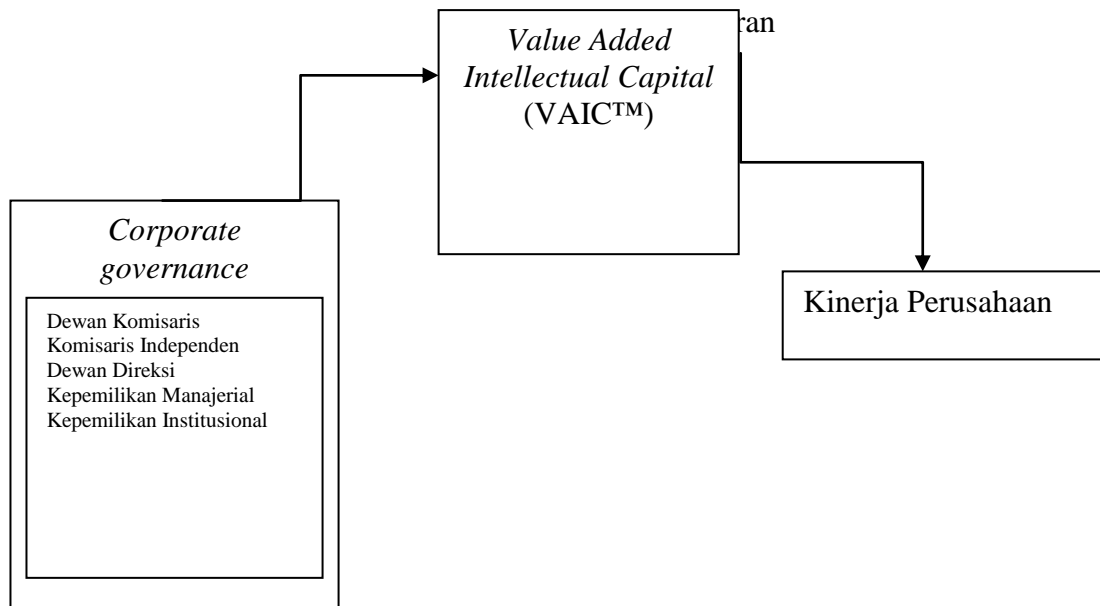 ran
Value Added
Intellectual Capital
(VAIC™)
Corporate
governance
Dewan Komisaris
Komisaris Independen
Dewan Direksi
Kepemilikan Manajerial
Kepemilikan Institusional
Kinerja Perusahaan